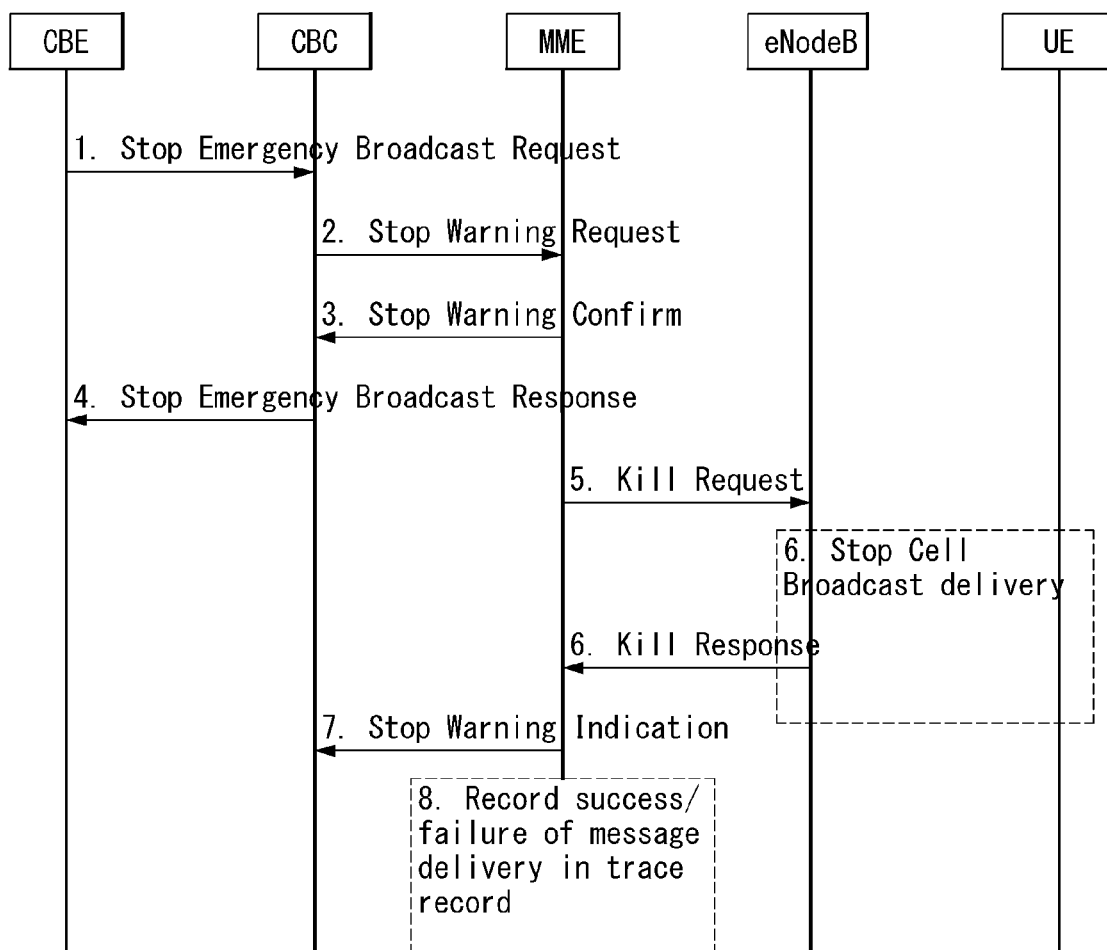 CBE
CBC
MME
eNodeB
UE
1. Stop Emergency Broadcast Request
2. Stop Warning Request
3. Stop Warning Confirm
4. Stop Emergency Broadcast Response
5. Kill Request
6. Stop Cell
Broadcast delivery
6. Kill Response
7. Stop Warning Indication
8. Record success/
failure of message
delivery in trace
record